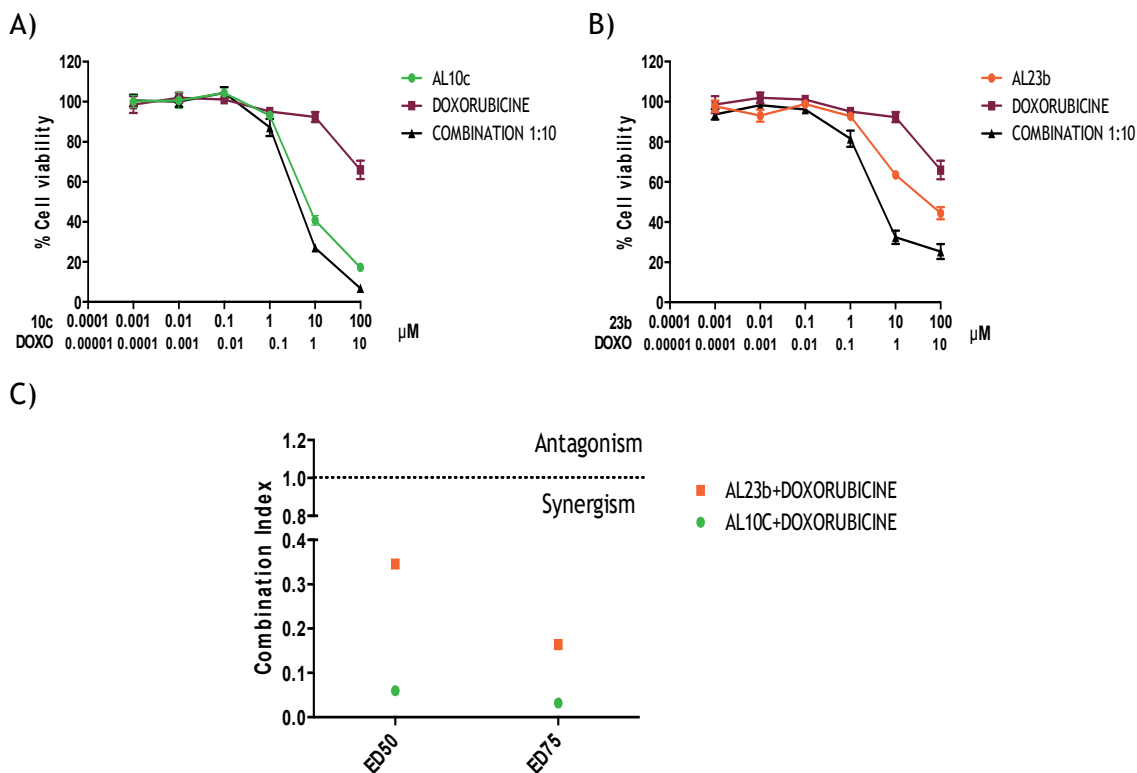 A)
120
100
80
60
40
20
0
% Cell viability
AL10c
DOXORUBICINE
COMBINATION 1:10
10c 0.0001 0.001 0.01 0.1 1 10 100
DOXO 0.00001 0.0001 0.001 0.01 0.1 1 10
µM
B)
120
100
80
60
40
20
0
% Cell viability
AL23b
DOXORUBICINE
COMBINATION 1:10
23b 0.0001 0.001 0.01 0.1 1 10 100
DOXO 0.00001 0.0001 0.001 0.01 0.1 1 10
µM
C)
1.2
1.0
0.8
0.4
0.3
0.2
0.1
0.0
Combination Index
Antagonism
Synergism
AL23b+DOXORUBICINE
AL10C+DOXORUBICINE
ED50
ED75